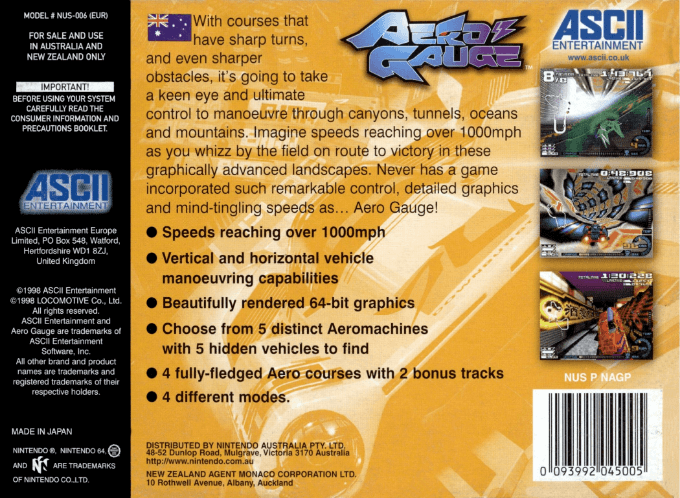 MODEL # NUS-006 (EUR)
FOR SALE AND USE
IN AUSTRALIA AND
NEW ZEALAND ONLY
IMPORTANT!
BEFORE USING YOUR SYSTEM
CAREFULLY READ THE
CONSUMER INFORMATION AND
PRECAUTIONS BOOKLET.
ASCII
ENTERTAINMENT
ASCII Entertainment Europe
Limited, PO Box 548, Watford,
Hertfordshire WD1 8ZJ,
United Kingdom
©1998 ASCII Entertainment
©1998 LOCOMOTIVE Co., Ltd.
All rights reserved.
ASCII Entertainment and
Aero Gauge are trademarks of
ASCII Entertainment
Software, Inc.
All other brand and product
names are trademarks and
registered trademarks of their
respective holders.
MADE IN JAPAN
NINTENDO ®, NINTENDO 64,
AND ARE TRADEMARKS
OF NINTENDO CO.,LTD.
With courses that
have sharp turns,
and even sharper
obstacles, it's going to take
a keen eye and ultimate
control to manoeuvre through canyons, tunnels, oceans
and mountains. Imagine speeds reaching over 1000mph
as you whizz by the field on route to victory in these
graphically advanced landscapes. Never has a game
incorporated such remarkable control, detailed graphics
and mind-tingling speeds as... Aero Gauge!
● Speeds reaching over 1000mph
● Vertical and horizontal vehicle
manoeuvring capabilities
● Beautifully rendered 64-bit graphics
● Choose from 5 distinct Aeromachines
with 5 hidden vehicles to find
● 4 fully-fledged Aero courses with 2 bonus tracks
● 4 different modes.
DISTRIBUTED BY NINTENDO AUSTRALIA PTY. LTD.
48-52 Dunlop Road, Mulgrave, Victoria 3170 Australia
http://www.nintendo.com.au
NEW ZEALAND AGENT MONACO CORPORATION LTD.
10 Rothwell Avenue, Albany, Auckland
AERO
GAUGE
TM
ASCII
ENTERTAINMENT
www.ascii.co.uk
NUS P NAGP
0 093992 045005